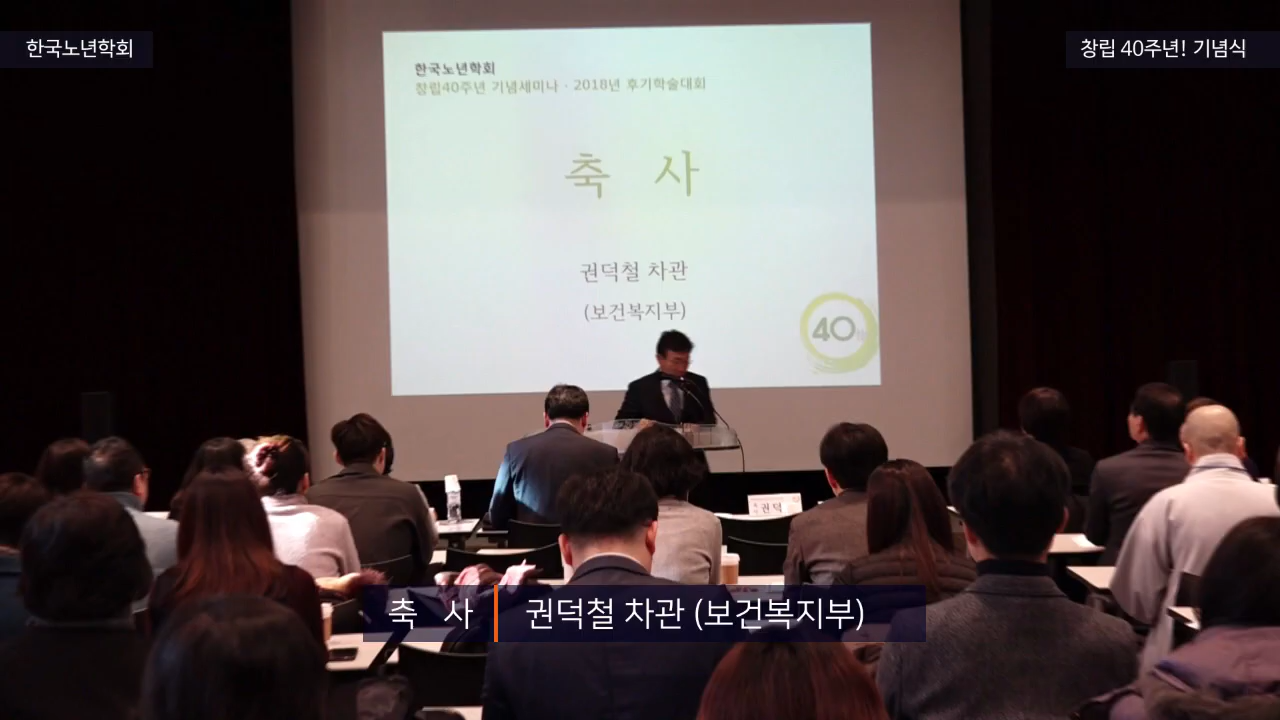 한국노년학회
창립 40주년! 기념식
한국노년학회
창립40주년 기념세미나 · 2018년 후기학술대회
축 사
권덕철 차관
(보건복지부)
40
권덕
축 사
권덕철 차관 (보건복지부)